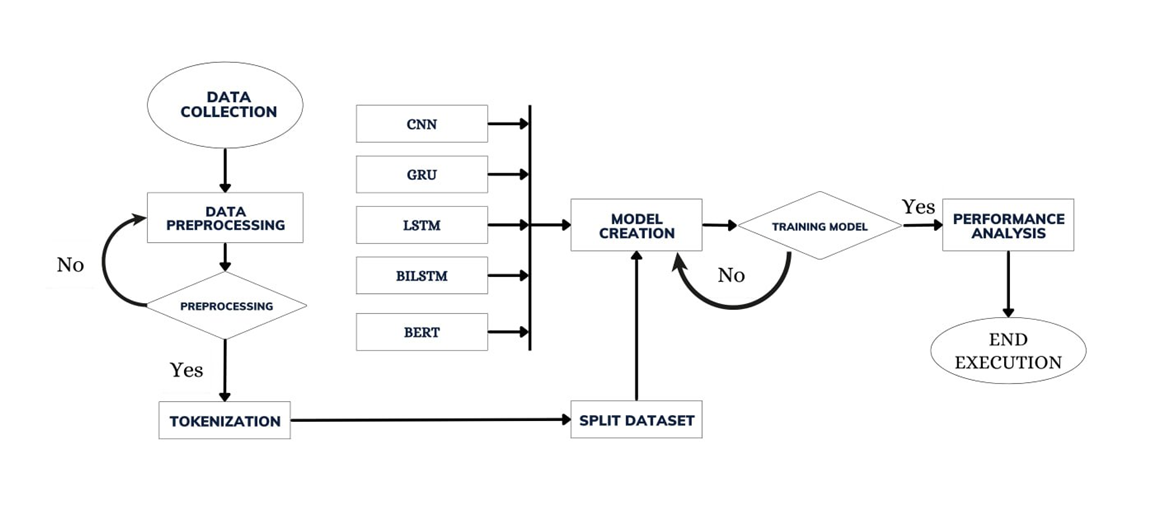 DATA
COLLECTION
DATA
PREPROCESSING
No
PREPROCESSING
Yes
TOKENIZATION
CNN
GRU
LSTM
BILSTM
BERT
SPLIT DATASET
MODEL
CREATION
No
TRAINING MODEL
Yes
PERFORMANCE
ANALYSIS
END
EXECUTION